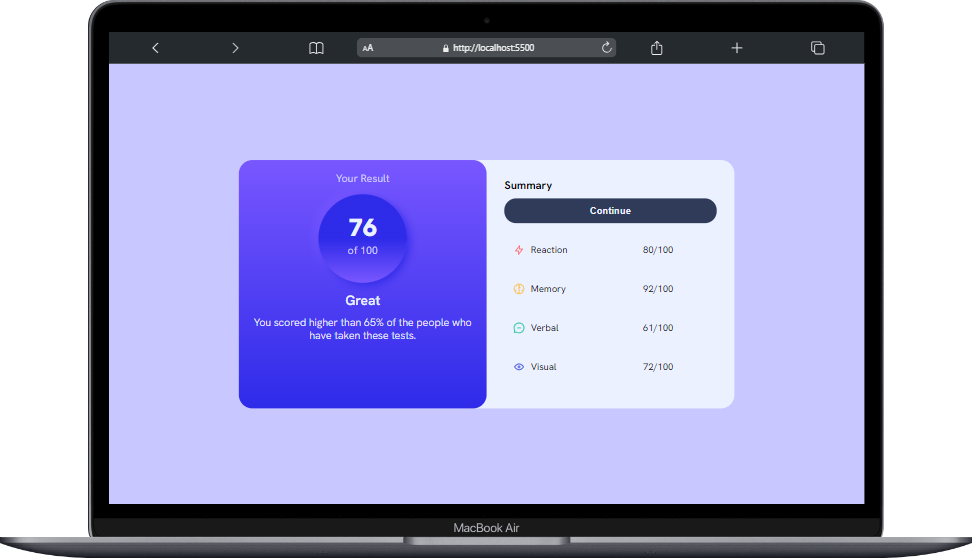 AA
http://localhost:5500
Your Result
76
of 100
Great
You scored higher than 65% of the people who
have taken these tests.
Summary
Continue
Reaction 80/100
Memory 92/100
Verbal 61/100
Visual 72/100
MacBook Air